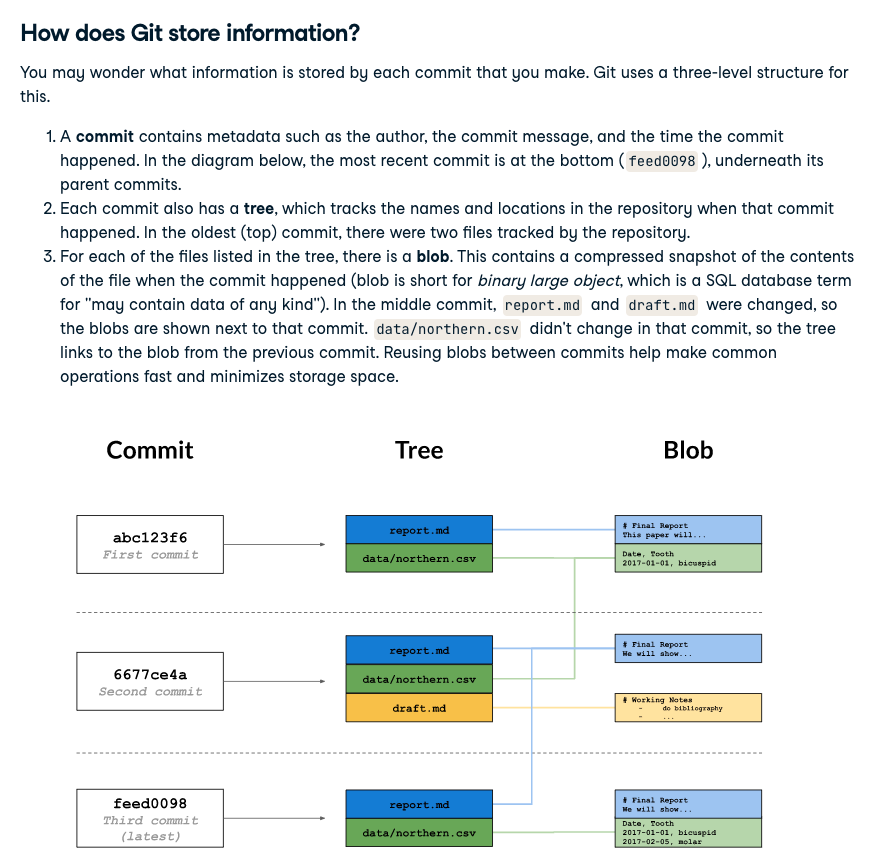 How does Git store information?
You may wonder what information is stored by each commit that you make. Git uses a three-level structure for
this.
1. A commit contains metadata such as the author, the commit message, and the time the commit
happened. In the diagram below, the most recent commit is at the bottom ( feed0098 ), underneath its
parent commits.
2. Each commit also has a tree, which tracks the names and locations in the repository when that commit
happened. In the oldest (top) commit, there were two files tracked by the repository.
3. For each of the files listed in the tree, there is a blob. This contains a compressed snapshot of the contents
of the file when the commit happened (blob is short for binary large object, which is a SQL database term
for "may contain data of any kind"). In the middle commit, report.md and draft.md were changed, so
the blobs are shown next to that commit. data/northern.csv didn't change in that commit, so the tree
links to the blob from the previous commit. Reusing blobs between commits help make common
operations fast and minimizes storage space.
Commit
Tree
Blob
abc123f6
First commit
report.md
data/northern.csv
# Final Report
This paper will...
Date, Tooth
2017-01-01, bicuspid
6677ce4a
Second commit
report.md
data/northern.csv
draft.md
# Final Report
We will show...
# Working Notes
- do bibliography
- ...
feed0098
Third commit
(latest)
report.md
data/northern.csv
# Final Report
We will show...
Date, Tooth
2017-01-01, bicuspid
2017-02-05, molar